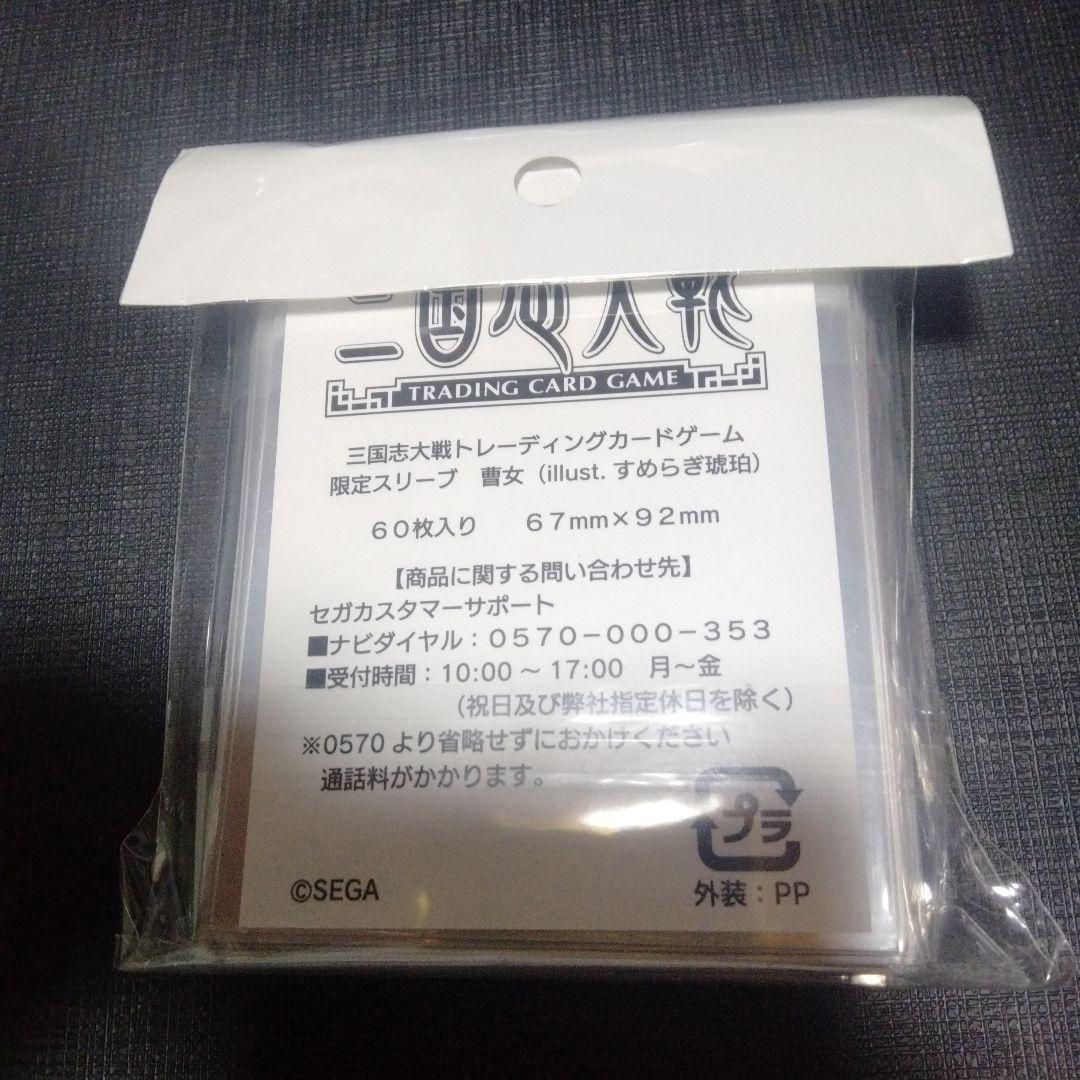 三国志大戦
TRADING CARD GAME
三国志大戦トレーディングカードゲーム
限定スリーブ 曹女（illust. すめらぎ琥珀）
60枚入り 67mm×92mm
【商品に関する問い合わせ先】
セガカスタマーサポート
■ナビダイヤル：0570－000－353
■受付時間：10:00～17:00 月～金
（祝日及び弊社指定休日を除く）
※0570より省略せずにおかけください
通話料がかかります。
プラ
©SEGA
外装：PP